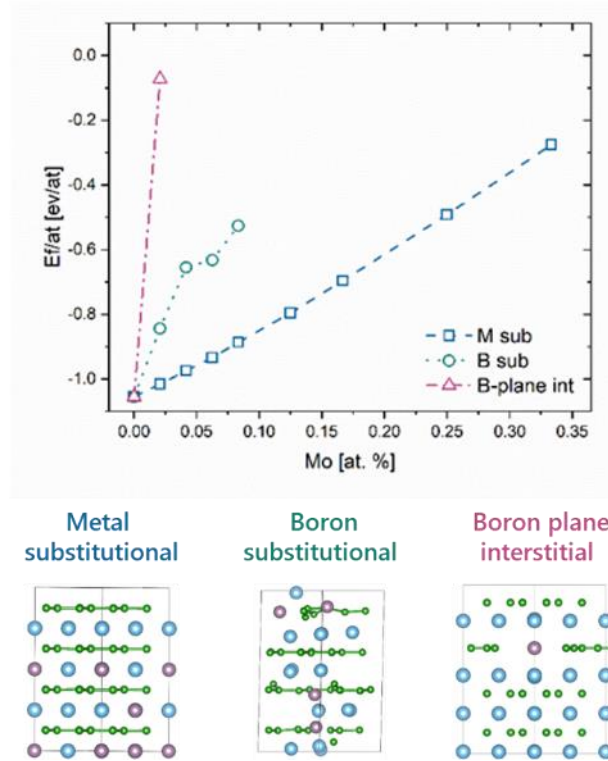 0.0
-0.2
-0.4
-0.6
-0.8
-1.0
Ef/at [ev/at]
M sub
B sub
B-plane int
0.00 0.05 0.10 0.15 0.20 0.25 0.30 0.35
Mo [at. %]
Metal Boron Boron plane
substitutional substitutional interstitial